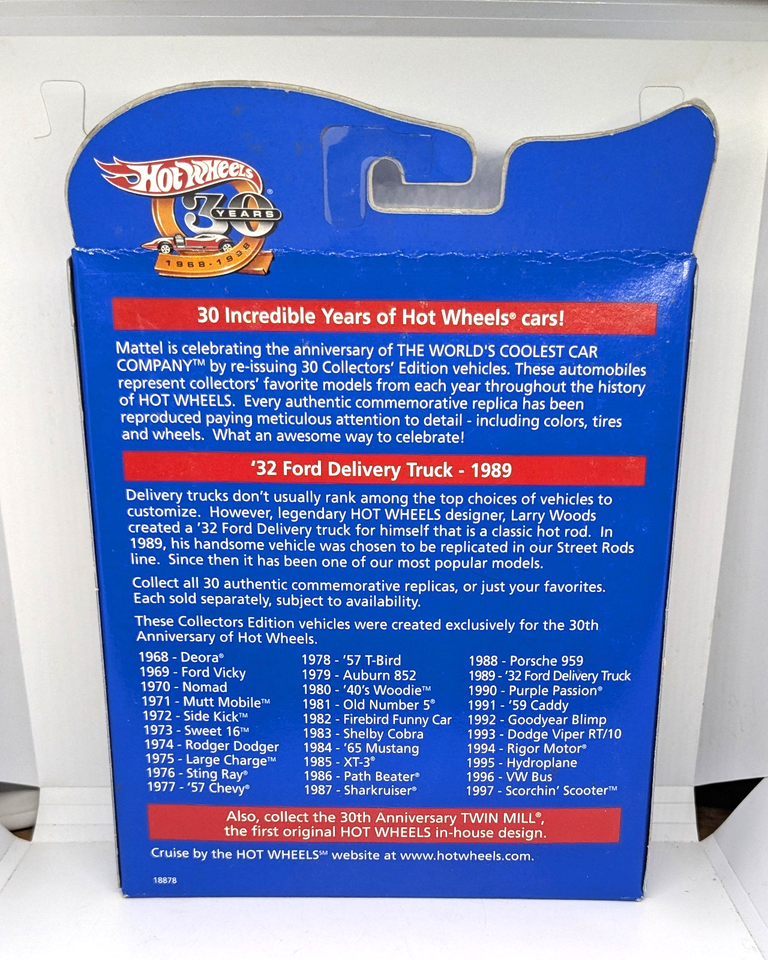 HOT WHEELS®
30 YEARS
1968-1998
30 Incredible Years of Hot Wheels® cars!
Mattel is celebrating the anniversary of THE WORLD'S COOLEST CAR
COMPANY™ by re-issuing 30 Collectors' Edition vehicles. These automobiles
represent collectors' favorite models from each year throughout the history
of HOT WHEELS. Every authentic commemorative replica has been
reproduced paying meticulous attention to detail - including colors, tires
and wheels. What an awesome way to celebrate!
'32 Ford Delivery Truck - 1989
Delivery trucks don't usually rank among the top choices of vehicles to
customize. However, legendary HOT WHEELS designer, Larry Woods
created a '32 Ford Delivery truck for himself that is a classic hot rod. In
1989, his handsome vehicle was chosen to be replicated in our Street Rods
line. Since then it has been one of our most popular models.
Collect all 30 authentic commemorative replicas, or just your favorites.
Each sold separately, subject to availability.
These Collectors Edition vehicles were created exclusively for the 30th
Anniversary of Hot Wheels.
1968 - Deora®
1969 - Ford Vicky
1970 - Nomad
1971 - Mutt Mobile™
1972 - Side Kick™
1973 - Sweet 16™
1974 - Rodger Dodger
1975 - Large Charge™
1976 - Sting Ray®
1977 - '57 Chevy®
1978 - '57 T-Bird
1979 - Auburn 852
1980 - '40's Woodie™
1981 - Old Number 5®
1982 - Firebird Funny Car
1983 - Shelby Cobra
1984 - '65 Mustang
1985 - XT-3®
1986 - Path Beater®
1987 - Sharkruiser®
1988 - Porsche 959
1989 - '32 Ford Delivery Truck
1990 - Purple Passion®
1991 - '59 Caddy
1992 - Goodyear Blimp
1993 - Dodge Viper RT/10
1994 - Rigor Motor®
1995 - Hydroplane
1996 - VW Bus
1997 - Scorchin' Scooter™
Also, collect the 30th Anniversary TWIN MILL®,
the first original HOT WHEELS in-house design.
Cruise by the HOT WHEELS℠ website at www.hotwheels.com.
18878